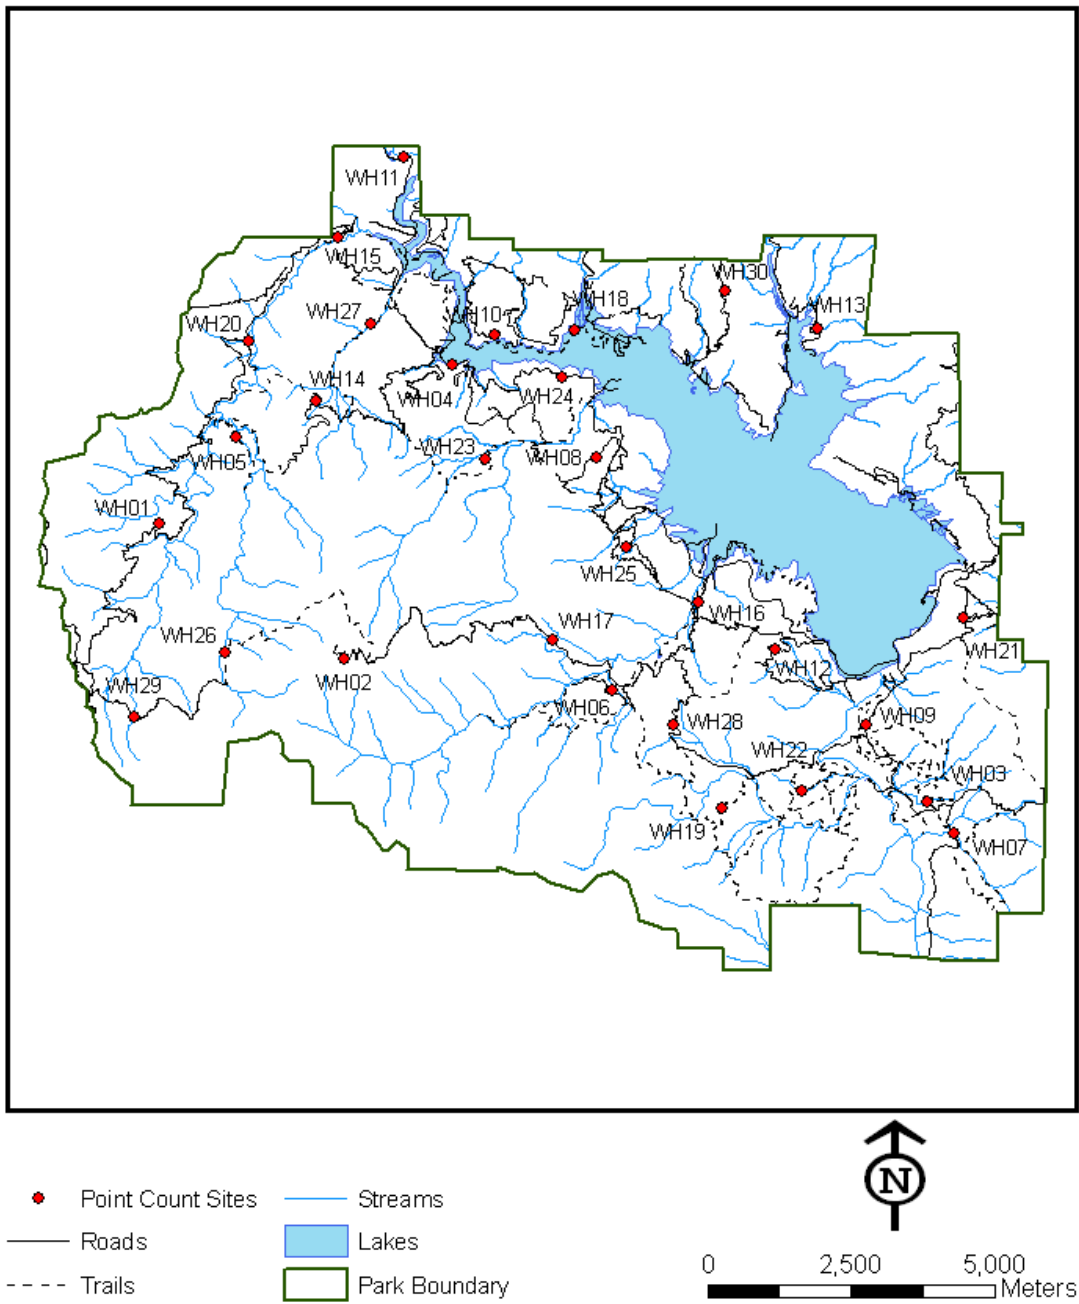 WH11
WH15
WH30
WH27
WH18
WH13
WH20
WH10
WH14
WH04
WH24
WH23
WH08
WH05
WH01
WH25
WH16
WH17
WH26
WH21
WH12
WH02
WH29
WH06
WH28
WH09
WH22
WH03
WH19
WH07
N
Point Count Sites
Streams
Roads
Lakes
Trails
Park Boundary
0 2,500 5,000
Meters